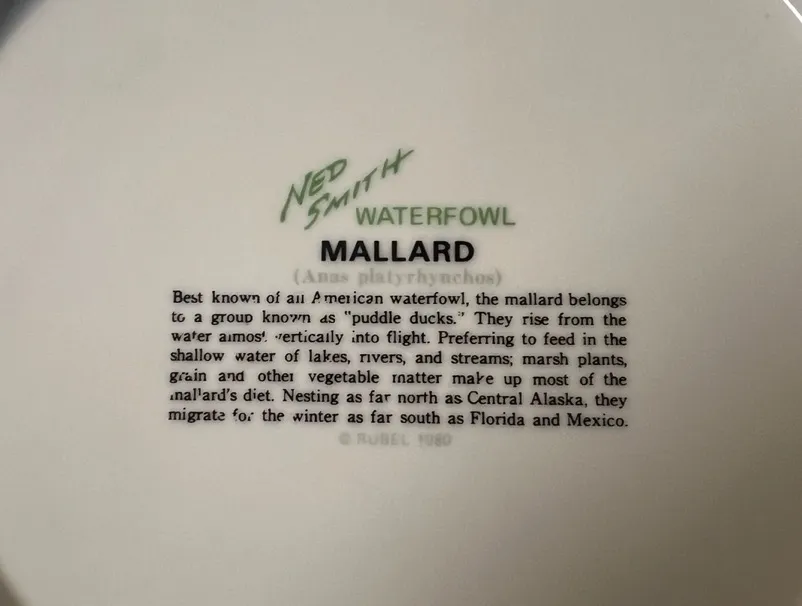 NED
SMITH
WATERFOWL
MALLARD
(Anas platyrhynchos)
Best known of all American waterfowl, the mallard belongs
to a group known as "puddle ducks." They rise from the
water almost vertically into flight. Preferring to feed in the
shallow water of lakes, rivers, and streams; marsh plants,
grain and other vegetable matter make up most of the
mallard's diet. Nesting as far north as Central Alaska, they
migrate for the winter as far south as Florida and Mexico.
© RUBEL 1980